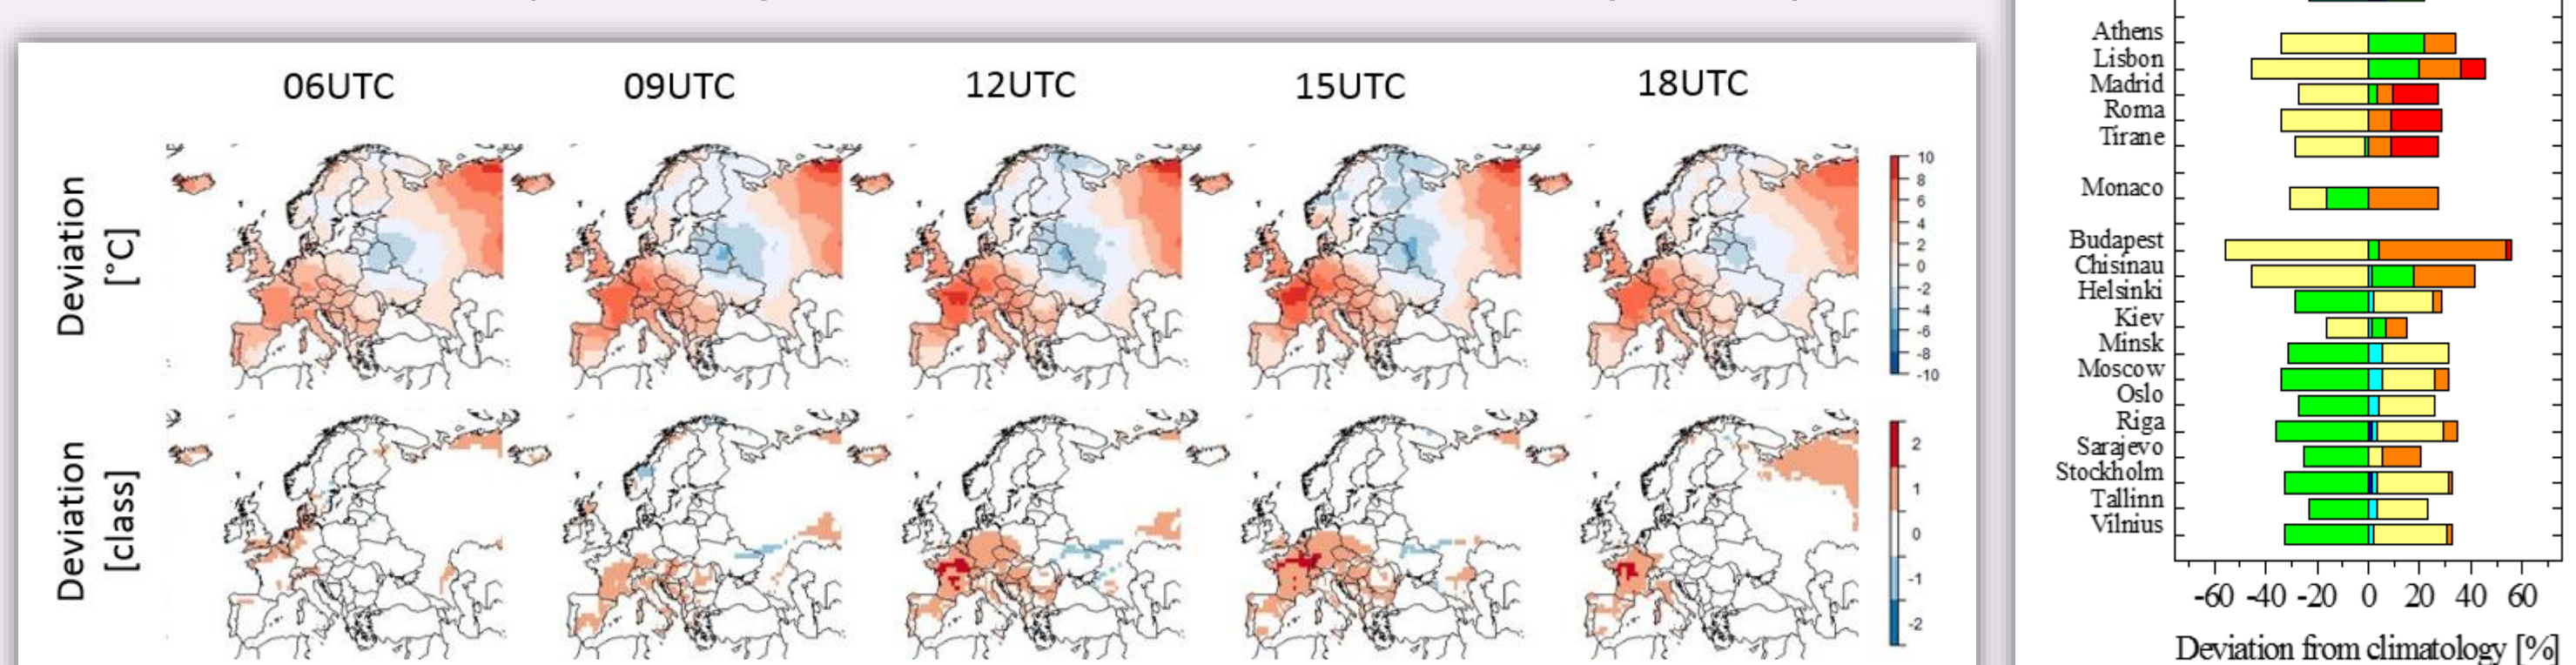 06UTC 09UTC 12UTC 15UTC 18UTC
Deviation
[°C]
10
8
6
4
2
0
-2
-4
-6
-8
-10
Deviation
[class]
2
1
0
-1
-2
Athens
Lisbon
Madrid
Roma
Tirane
Monaco
Budapest
Chisinau
Helsinki
Kiev
Minsk
Moscow
Oslo
Riga
Sarajevo
Stockholm
Tallinn
Vilnius
-60 -40 -20 0 20 40 60
Deviation from climatology [%]